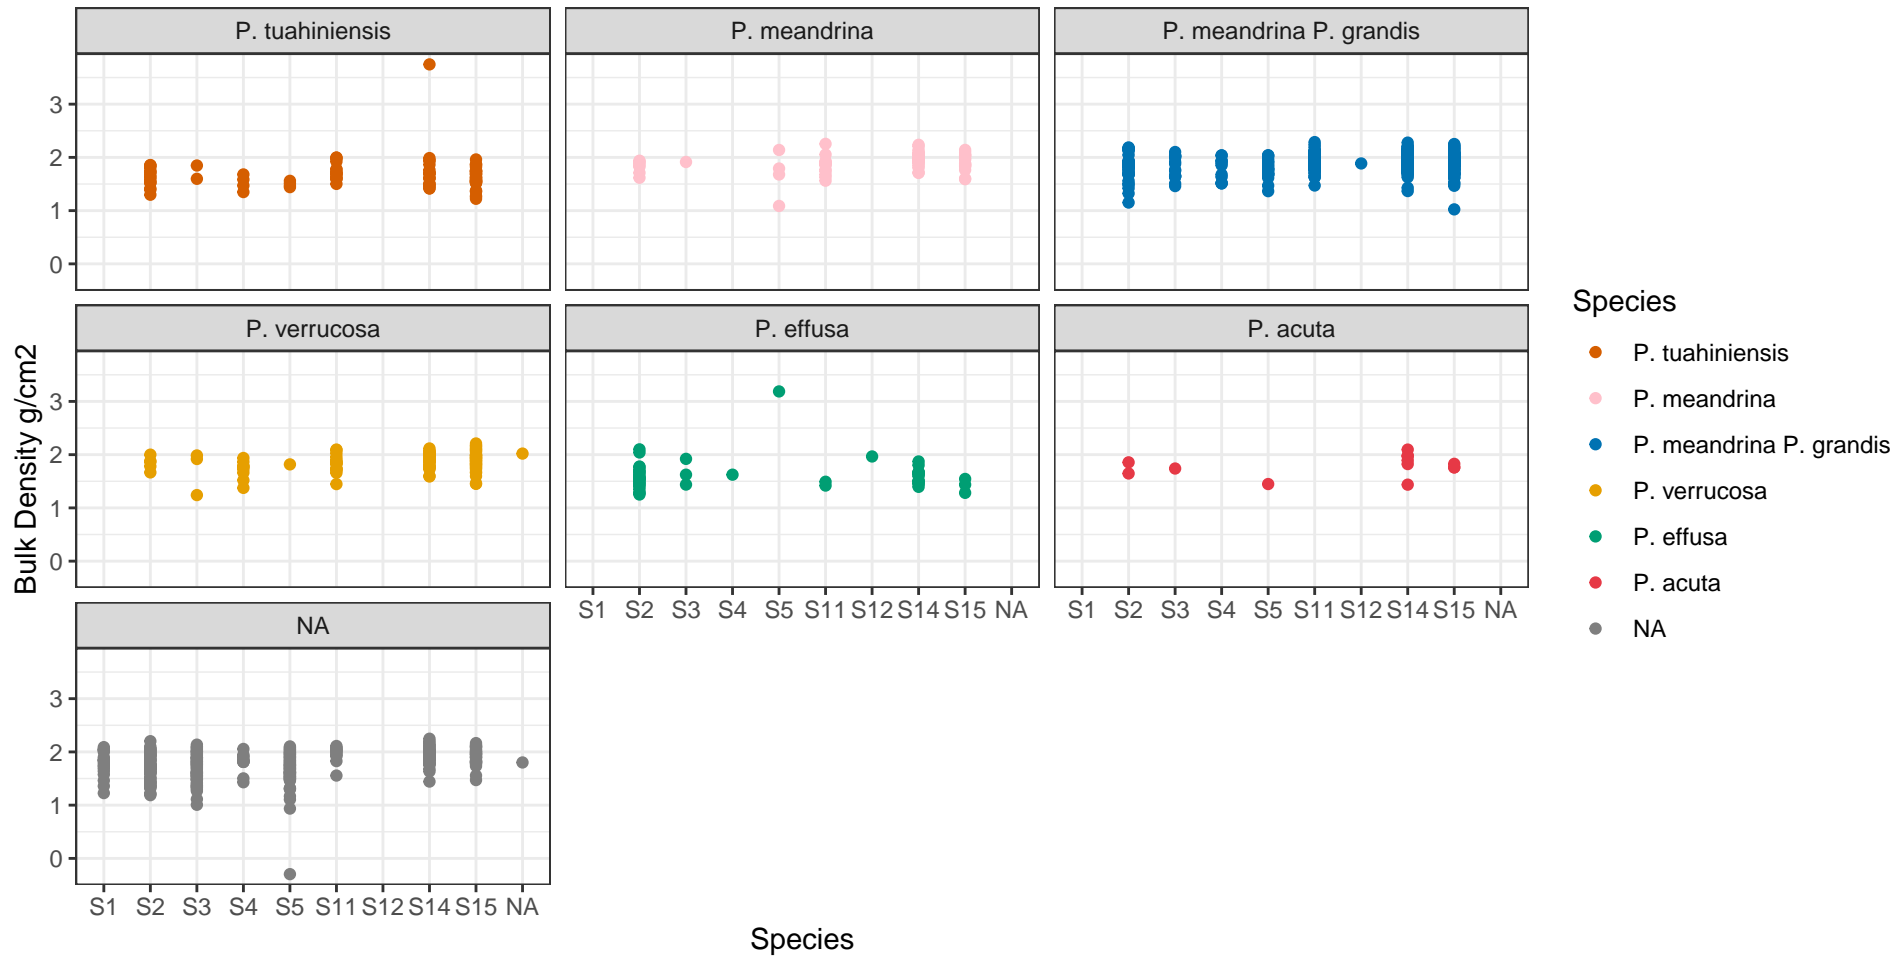 P. tuahiniensis
P. meandrina
P. meandrina P. grandis
3
2
1
0
P. verrucosa
P. effusa
P. acuta
3
2
1
0
S1 S2 S3 S4 S5 S11 S12 S14 S15 NA
S1 S2 S3 S4 S5 S11 S12 S14 S15 NA
NA
3
2
1
0
S1 S2 S3 S4 S5 S11 S12 S14 S15 NA
Bulk Density g/cm2
Species
Species
P. tuahiniensis
P. meandrina
P. meandrina P. grandis
P. verrucosa
P. effusa
P. acuta
NA